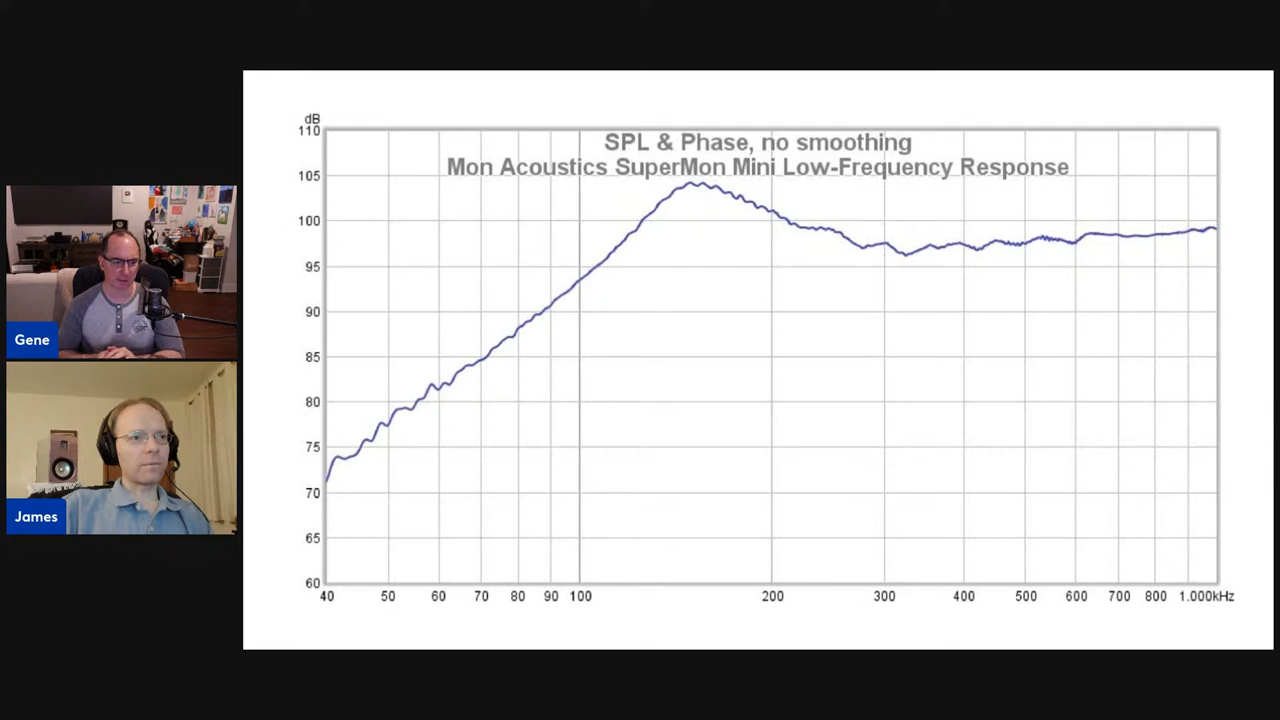 dB
SPL & Phase, no smoothing
Mon Acoustics SuperMon Mini Low-Frequency Response
110
105
100
95
90
85
80
75
70
65
60
40 50 60 70 80 90 100 200 300 400 500 600 700 800 1.000kHz
Gene
James